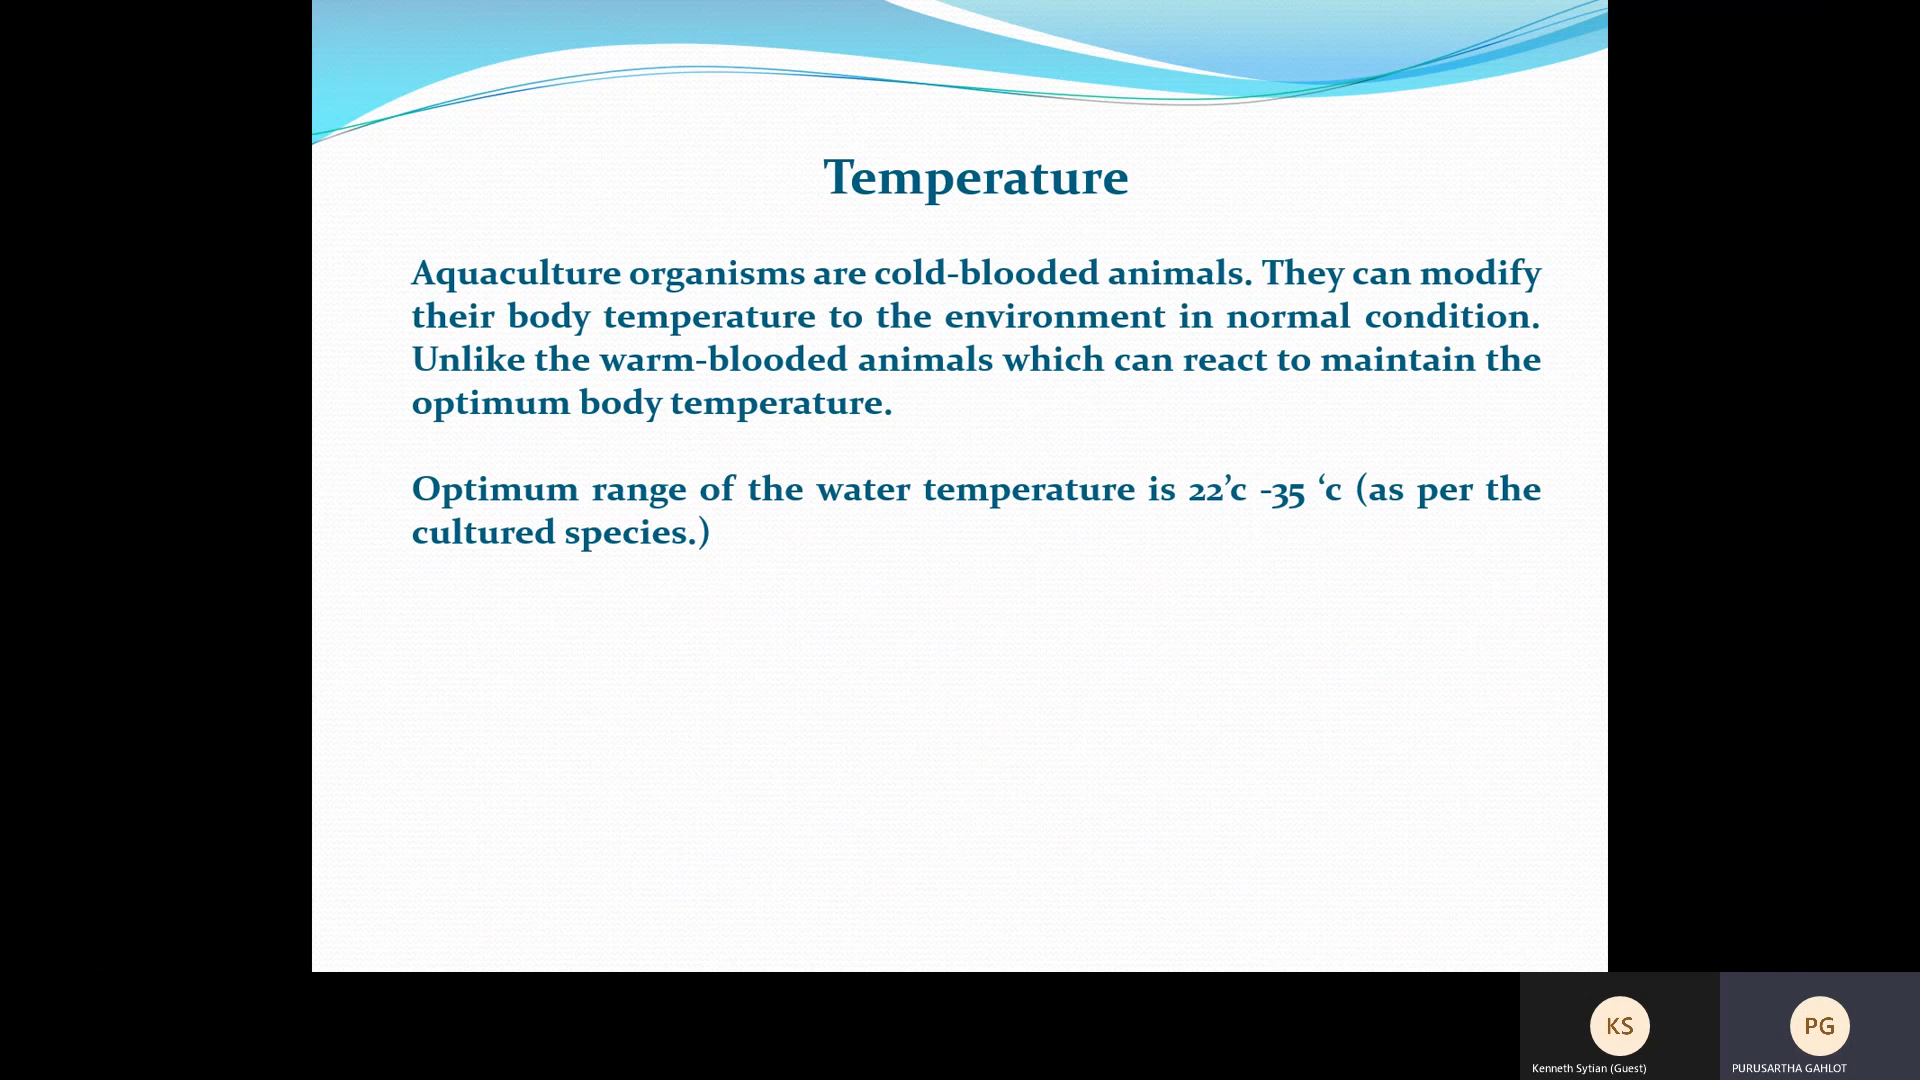 Temperature
Aquaculture organisms are cold-blooded animals. They can modify
their body temperature to the environment in normal condition.
Unlike the warm-blooded animals which can react to maintain the
optimum body temperature.
Optimum range of the water temperature is 22’c -35 ‘c (as per the
cultured species.)
KS
PG
Kenneth Sytian (Guest)
PURUSARTHA GAHLOT